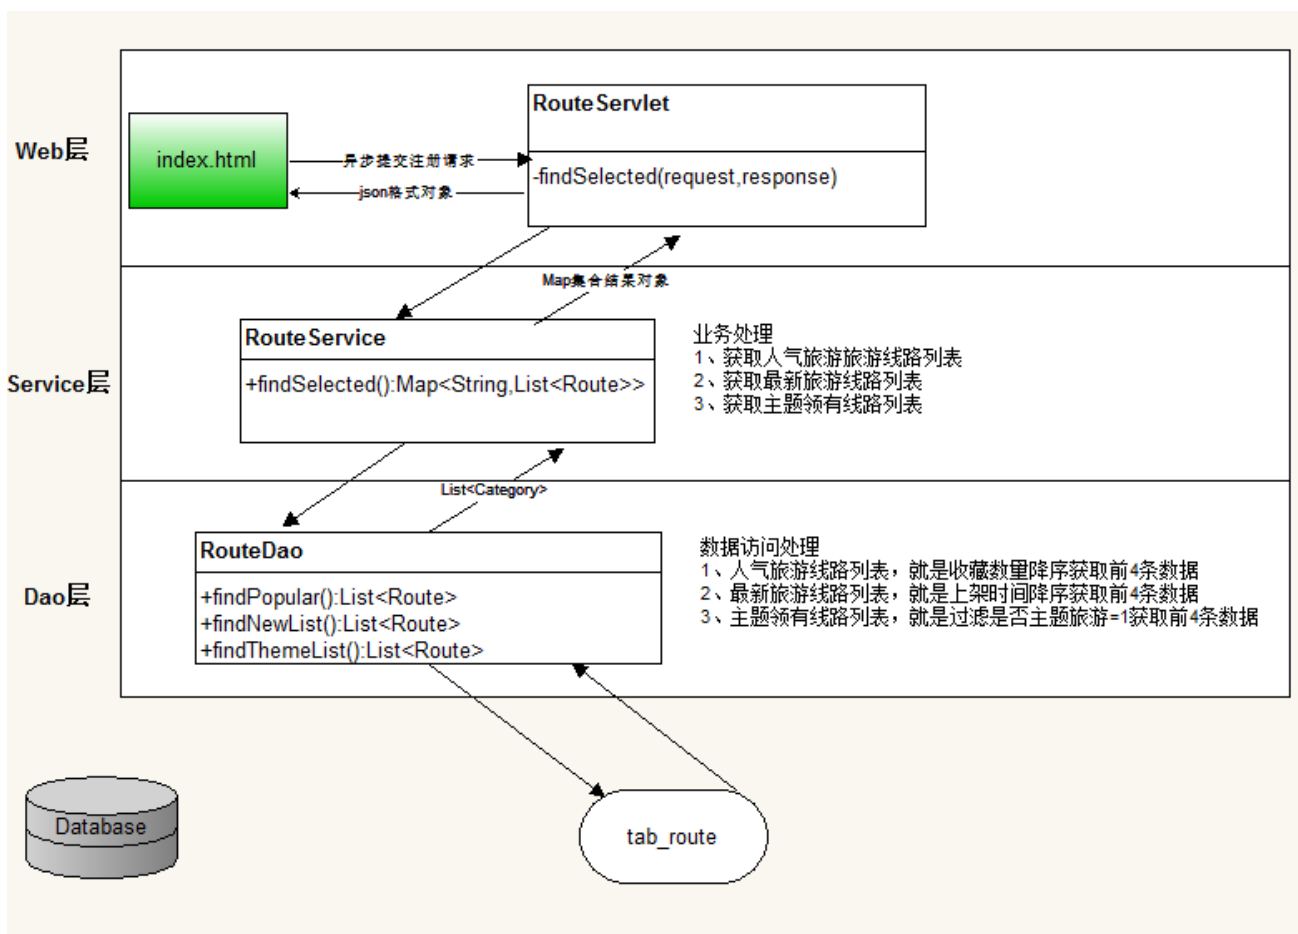 Web层
index.html
异步提交注册请求
json格式对象
RouteServlet
-findSelected(request,response)
Map集合结果对象
Service层
RouteService
+findSelected():Map<String,List<Route>>
业务处理
1、获取人气旅游旅游线路列表
2、获取最新旅游线路列表
3、获取主题领有线路列表
List<Category>
Dao层
RouteDao
+findPopular():List<Route>
+findNewList():List<Route>
+findThemeList():List<Route>
数据访问处理
1、人气旅游线路列表，就是收藏数量降序获取前4条数据
2、最新旅游线路列表，就是上架时间降序获取前4条数据
3、主题领有线路列表，就是过滤是否主题旅游=1获取前4条数据
Database
tab_route